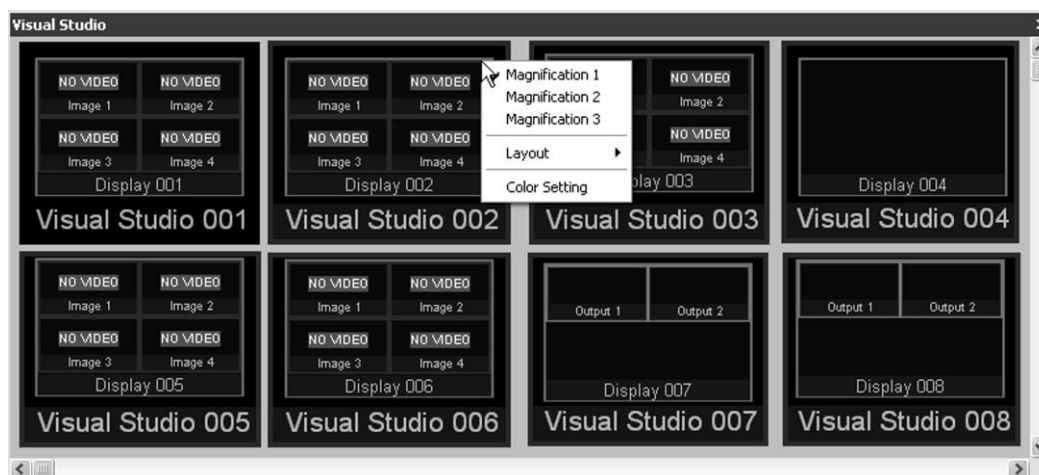 Visual Studio
NO VIDEO NO VIDEO
Image 1 Image 2
NO VIDEO NO VIDEO
Image 3 Image 4
Display 001
Visual Studio 001
NO VIDEO NO VIDEO
Image 1 Image 2
NO VIDEO NO VIDEO
Image 3 Image 4
Display 002
Visual Studio 002
Magnification 1
Magnification 2
Magnification 3
Layout
Color Setting
NO VIDEO
Image 2
NO VIDEO
Image 4
play 003
Visual Studio 003
Display 004
Visual Studio 004
NO VIDEO NO VIDEO
Image 1 Image 2
NO VIDEO NO VIDEO
Image 3 Image 4
Display 005
Visual Studio 005
NO VIDEO NO VIDEO
Image 1 Image 2
NO VIDEO NO VIDEO
Image 3 Image 4
Display 006
Visual Studio 006
Output 1 Output 2
Display 007
Visual Studio 007
Output 1 Output 2
Display 008
Visual Studio 008